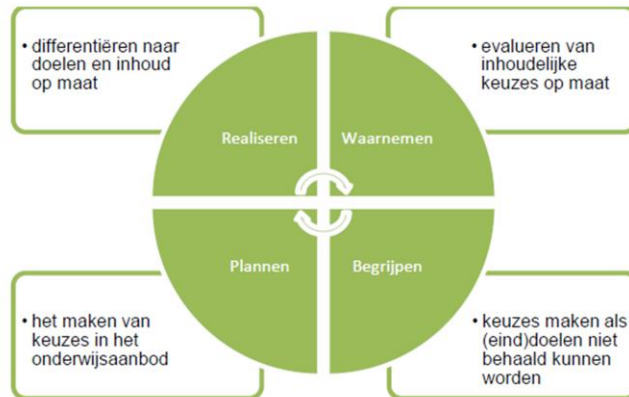 • differentiëren naar
doelen en inhoud
op maat
• evalueren van
inhoudelijke
keuzes op maat
Realiseren
Waarnemen
Plannen
Begrijpen
• het maken van
keuzes in het
onderwijsaanbod
• keuzes maken als
(eind)doelen niet
behaald kunnen
worden